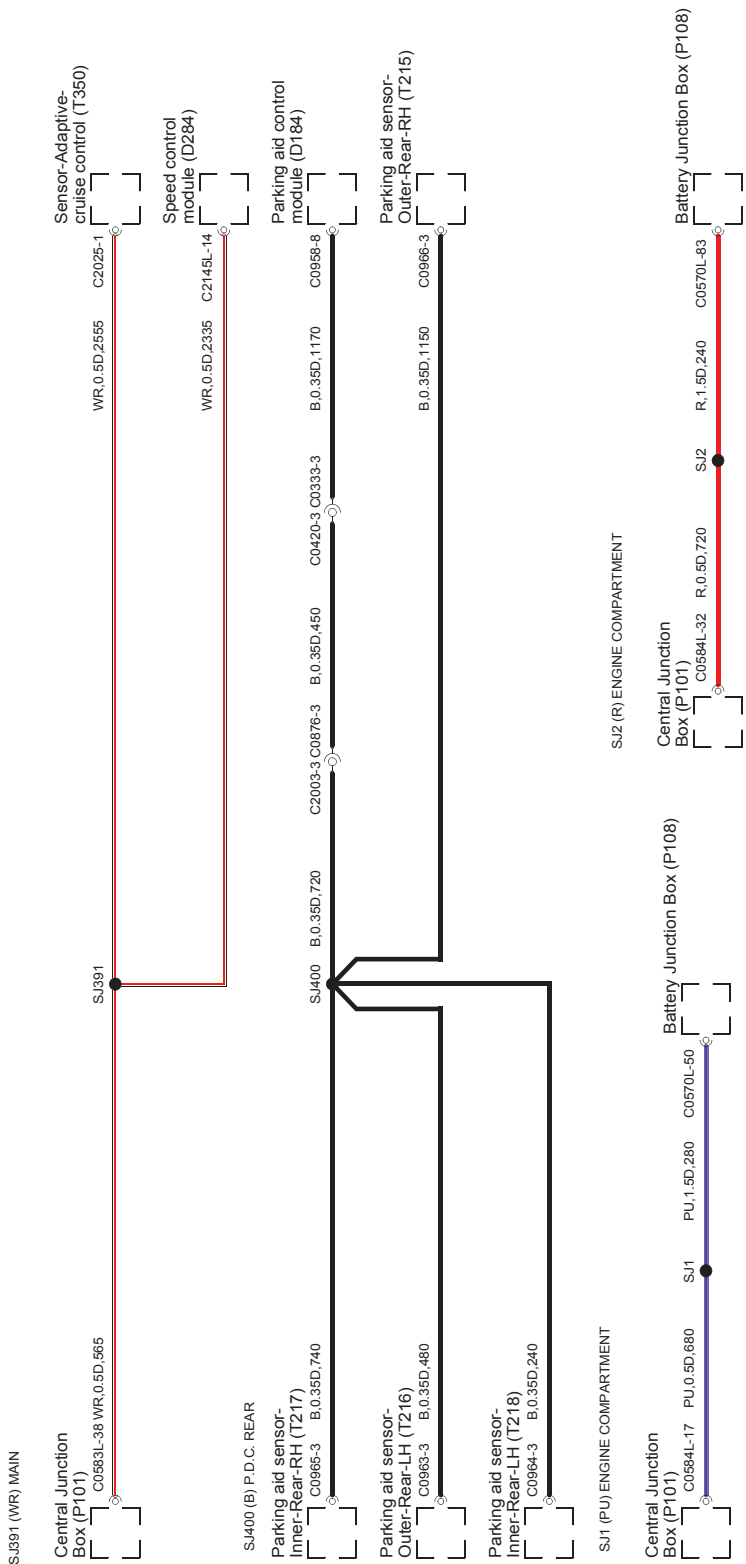 SJ391 (WR) MAIN
Central Junction
Box (P101)
C0583L-38 WR,0.5D,565
SJ391
WR,0.5D,2555
C2025-1
Sensor-Adaptive-
cruise control (T350)
WR,0.5D,2335
C2145L-14
Speed control
module (D284)
SJ400 (B) P.D.C. REAR
Parking aid sensor-
Inner-Rear-RH (T217)
C0965-3 B,0.35D,740
SJ400
B,0.35D,720
C2003-3 C0876-3
B,0.35D,450
C0420-3 C0333-3
B,0.35D,1170
C0958-8
Parking aid control
module (D184)
Parking aid sensor-
Outer-Rear-LH (T216)
C0963-3 B,0.35D,480
B,0.35D,1150
C0966-3
Parking aid sensor-
Outer-Rear-RH (T215)
Parking aid sensor-
Inner-Rear-LH (T218)
C0964-3 B,0.35D,240
SJ1 (PU) ENGINE COMPARTMENT
Central Junction
Box (P101)
C0584L-17 PU,0.5D,680
SJ1
PU,1.5D,280
C0570L-50
Battery Junction Box (P108)
SJ2 (R) ENGINE COMPARTMENT
Central Junction
Box (P101)
C0584L-32 R,0.5D,720
SJ2
R,1.5D,240
C0570L-83
Battery Junction Box (P108)